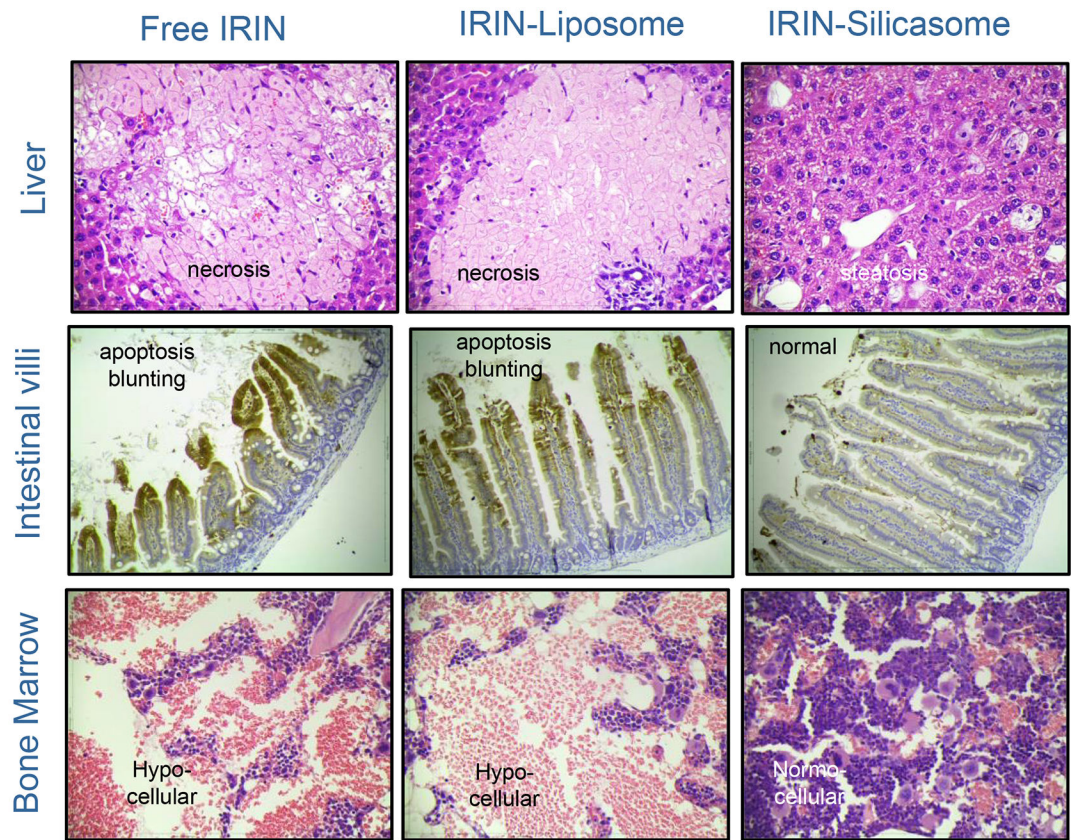 Free IRIN
IRIN-Liposome
IRIN-Silicasome
Liver
necrosis
necrosis
steatosis
Intestinal villi
apoptosis
blunting
apoptosis
blunting
normal
Bone Marrow
Hypo-
cellular
Hypo-
cellular
Normo-
cellular